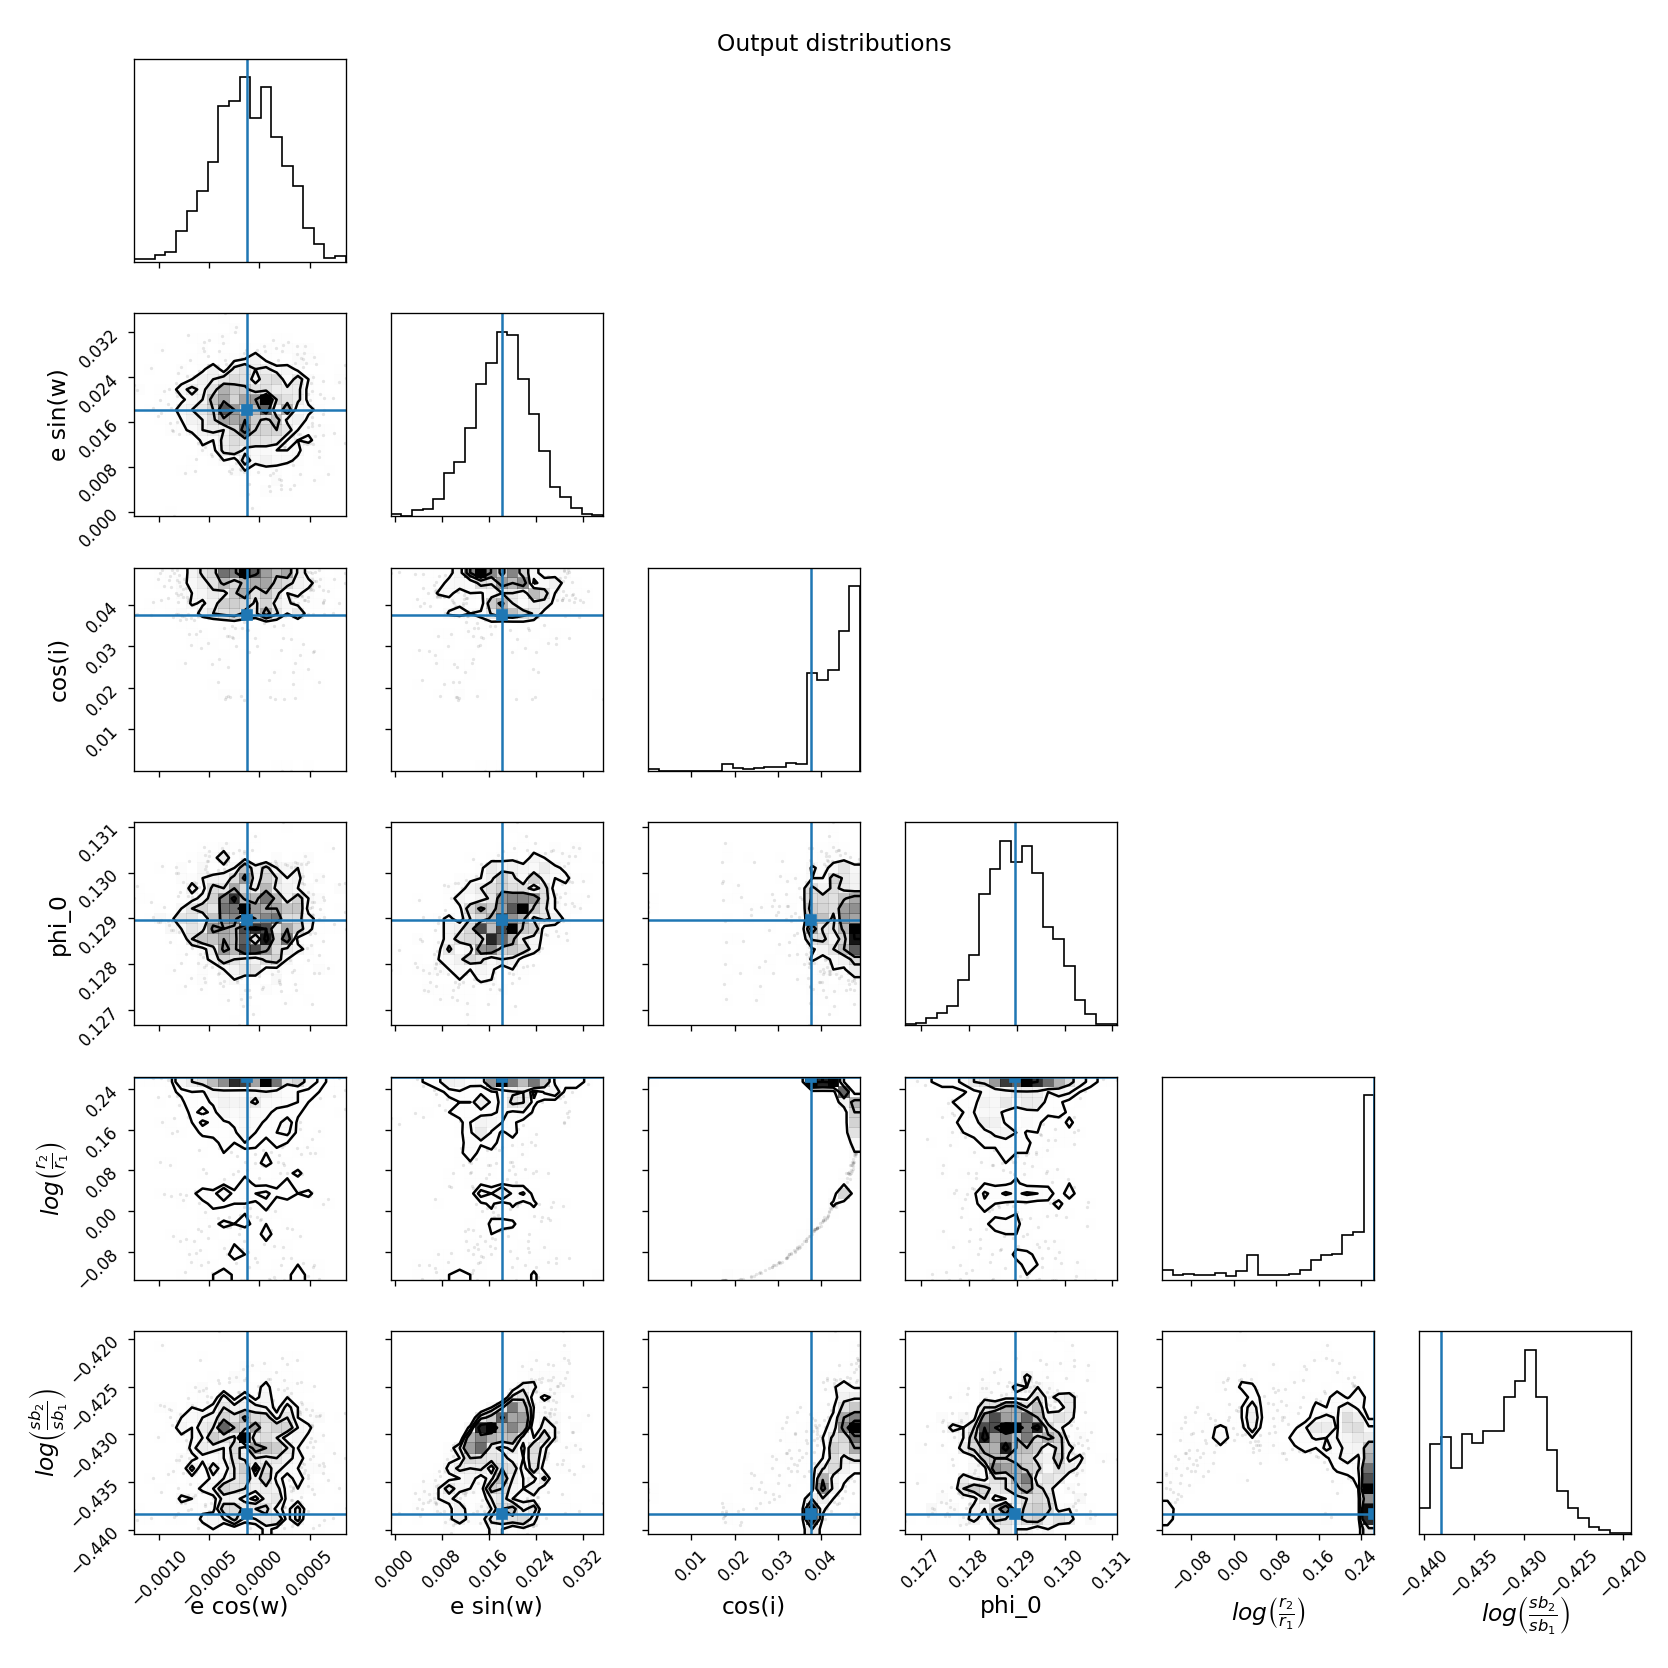 Output distributions
0.032
0.024
0.016
0.008
0.000
e sin(w)
0.04
0.03
0.02
0.01
cos(i)
0.131
0.130
0.129
0.128
0.127
phi_0
0.24
0.16
0.08
0.00
−0.08
log(r₂/r₁)
−0.420
−0.425
−0.430
−0.435
−0.440
log(sb₂/sb₁)
−0.0010 −0.0005 0.0000 0.0005
e cos(w)
0.000 0.008 0.016 0.024 0.032
e sin(w)
0.01 0.02 0.03 0.04
cos(i)
0.127 0.128 0.129 0.130 0.131
phi_0
−0.08 0.00 0.08 0.16 0.24
log(r₂/r₁)
−0.440 −0.435 −0.430 −0.425 −0.420
log(sb₂/sb₁)